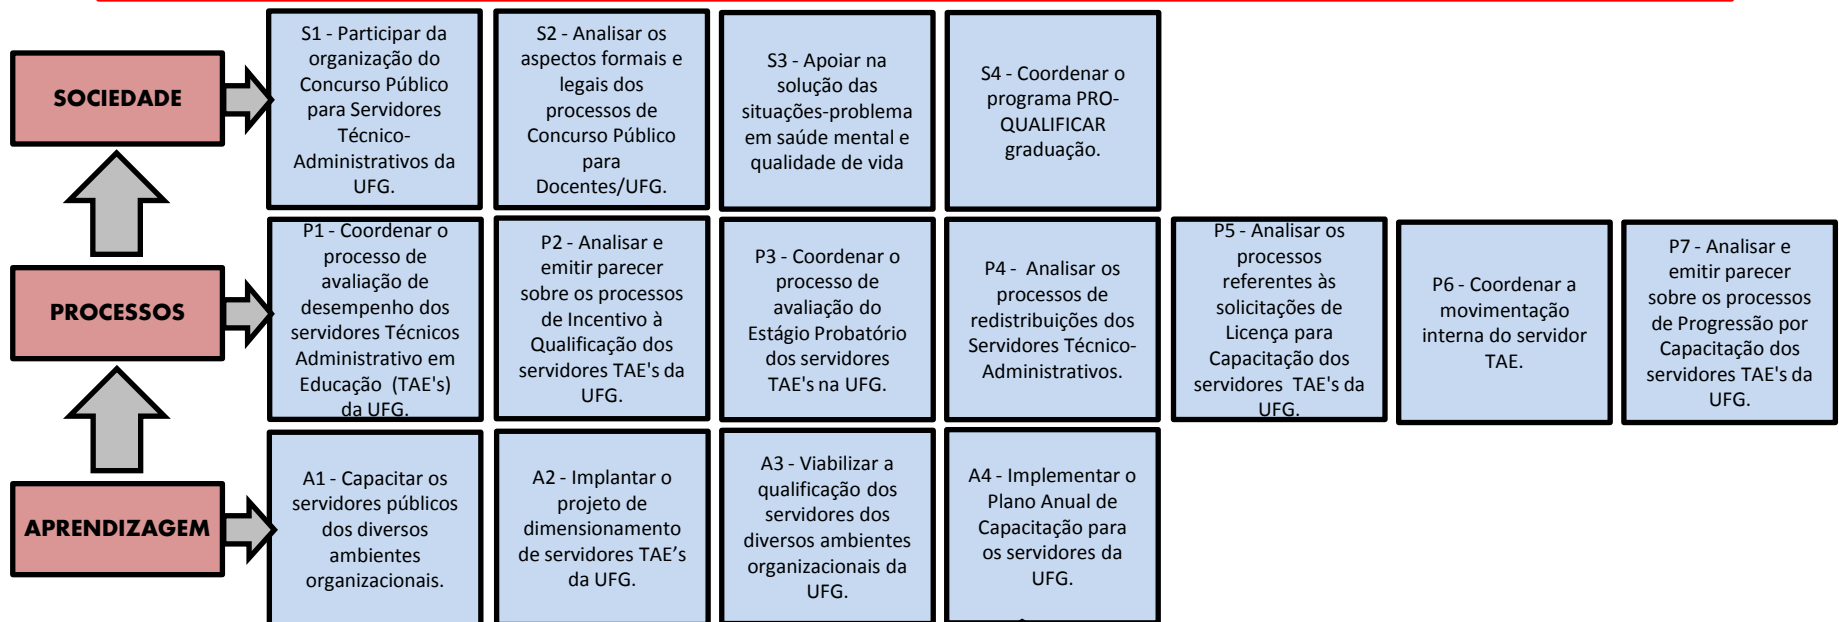 SOCIEDADE
S1 - Participar da
organização do
Concurso Público
para Servidores
Técnico-
Administrativos da
UFG.
S2 - Analisar os
aspectos formais e
legais dos
processos de
Concurso Público
para
Docentes/UFG.
S3 - Apoiar na
solução das
situações-problema
em saúde mental e
qualidade de vida
S4 - Coordenar o
programa PRO-
QUALIFICAR
graduação.
PROCESSOS
P1 - Coordenar o
processo de
avaliação de
desempenho dos
servidores Técnicos
Administrativo em
Educação (TAE's)
da UFG.
P2 - Analisar e
emitir parecer
sobre os processos
de Incentivo à
Qualificação dos
servidores TAE's da
UFG.
P3 - Coordenar o
processo de
avaliação do
Estágio Probatório
dos servidores
TAE's na UFG.
P4 - Analisar os
processos de
redistribuições dos
Servidores Técnico-
Administrativos.
P5 - Analisar os
processos
referentes às
solicitações de
Licença para
Capacitação dos
servidores TAE's da
UFG.
P6 - Coordenar a
movimentação
interna do servidor
TAE.
P7 - Analisar e
emitir parecer
sobre os processos
de Progressão por
Capacitação dos
servidores TAE's da
UFG.
APRENDIZAGEM
A1 - Capacitar os
servidores públicos
dos diversos
ambientes
organizacionais.
A2 - Implantar o
projeto de
dimensionamento
de servidores TAE’s
da UFG.
A3 - Viabilizar a
qualificação dos
servidores dos
diversos ambientes
organizacionais da
UFG.
A4 - Implementar o
Plano Anual de
Capacitação para
os servidores da
UFG.